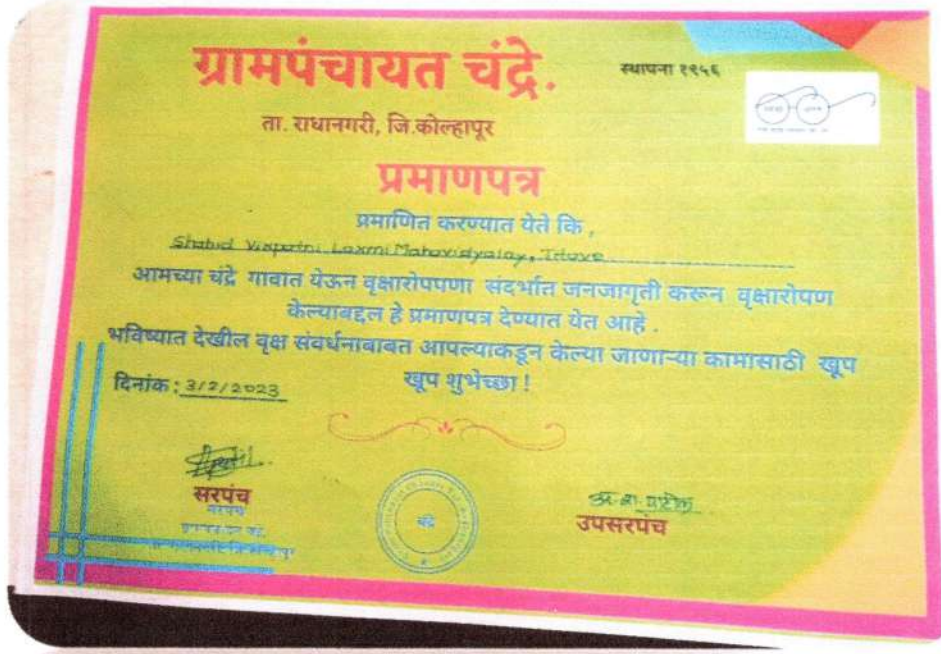 ग्रामपंचायत चंद्रे.
स्थापना १९५६
ता. राधानगरी, जि.कोल्हापूर
प्रमाणपत्र
प्रमाणित करण्यात येते कि ,
Shahid Virpatni Laxmi Mahavidyalay, Titave
आमच्या चंद्रे गावात येऊन वृक्षारोपपणा संदर्भात जनजागृती करून वृक्षारोपण
केल्याबद्दल हे प्रमाणपत्र देण्यात येत आहे .
भविष्यात देखील वृक्ष संवर्धनाबाबत आपल्याकडून केल्या जाणाऱ्या कामासाठी खूप
खूप शुभेच्छा !
दिनांक : 3/2/2023
सरपंच
सरपंच
चंद्रे
अ. बा. पाटील
उपसरपंच